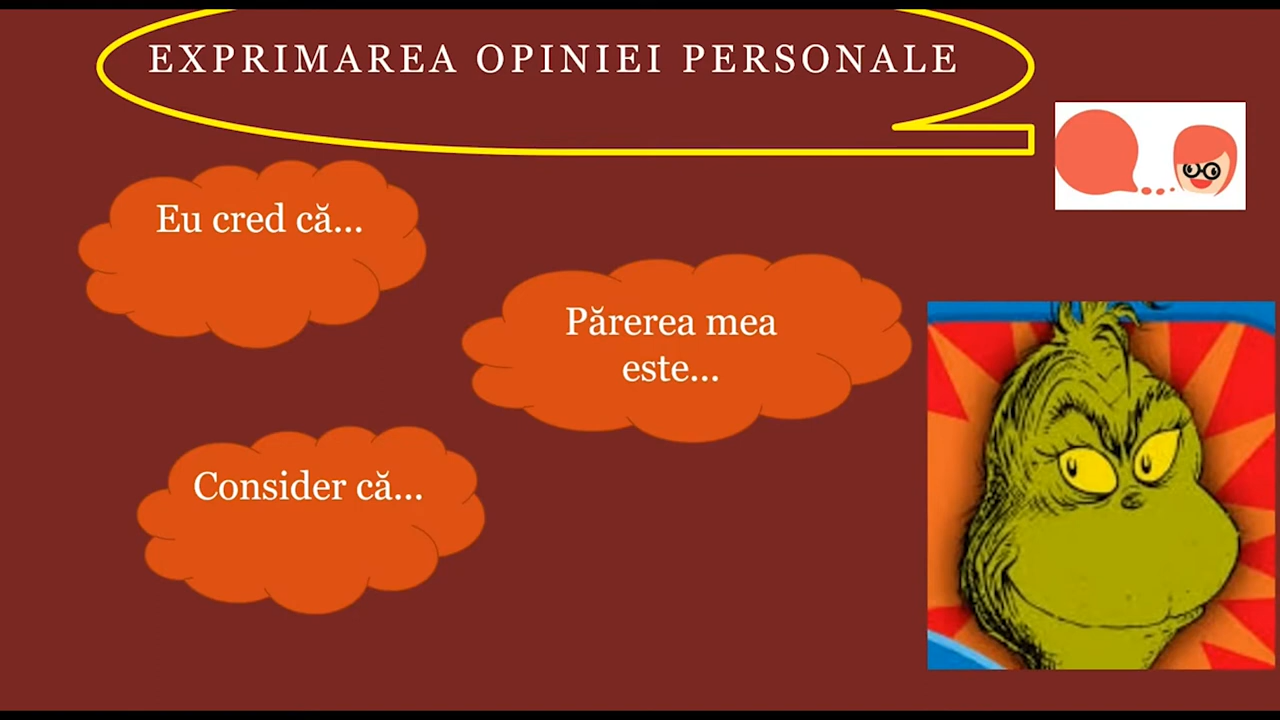 EXPRIMAREA OPINIEI PERSONALE
Eu cred că...
Părerea mea
este...
Consider că...